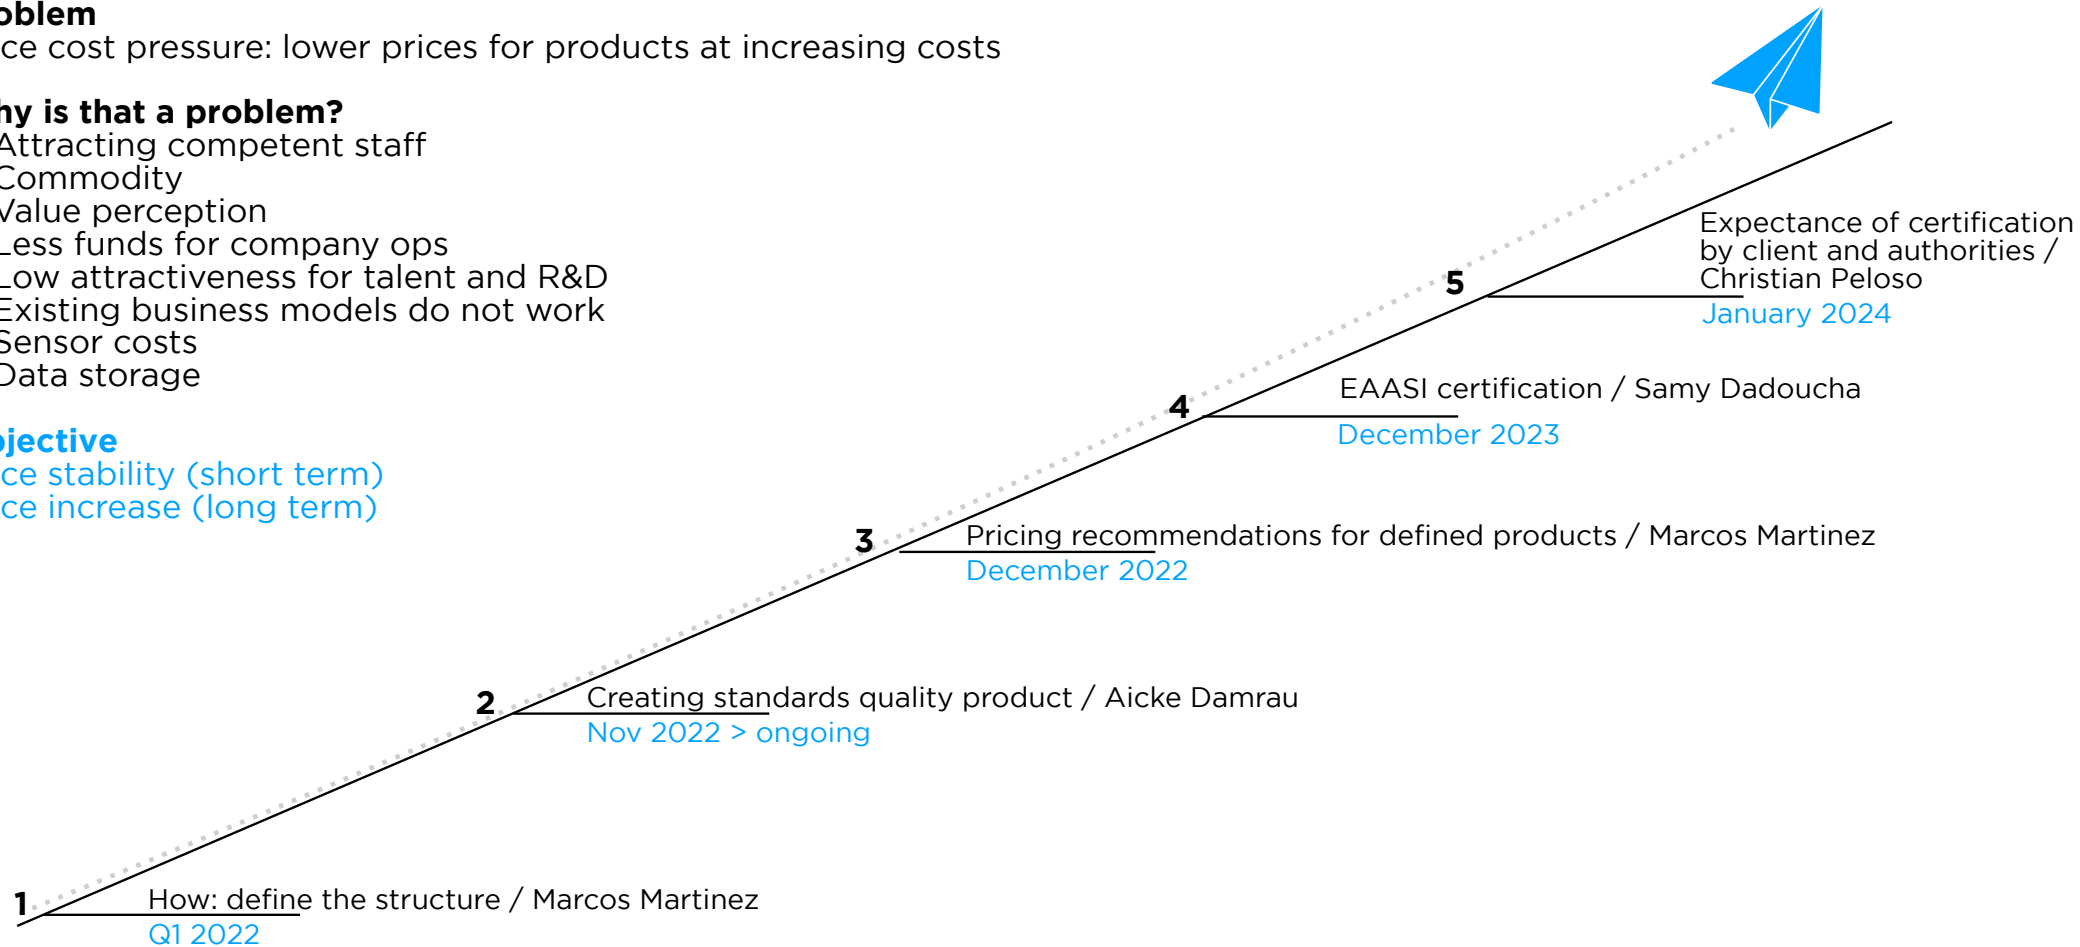 oblem
ce cost pressure: lower prices for products at increasing costs
hy is that a problem?
Attracting competent staff
Commodity
Value perception
Less funds for company ops
Low attractiveness for talent and R&D
Existing business models do not work
Sensor costs
Data storage
jective
ce stability (short term)
ce increase (long term)
Expectance of certification
by client and authorities /
Christian Peloso
5
January 2024
EAASI certification / Samy Dadoucha
4
December 2023
Pricing recommendations for defined products / Marcos Martinez
3
December 2022
Creating standards quality product / Aicke Damrau
2
Nov 2022 > ongoing
How: define the structure / Marcos Martinez
1
Q1 2022